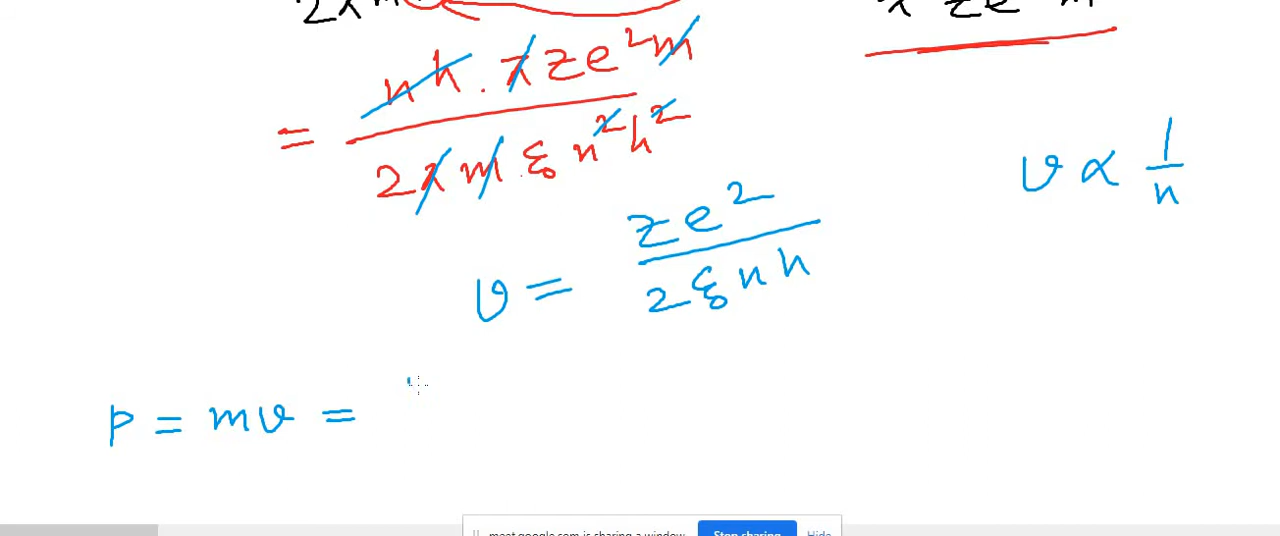 = nh . πze²m / 2πm ε₀ n²h²
v ∝ 1/n
v = ze² / 2ε₀nh
p = mv =
meet.google.com is sharing a window.
Stop sharing
Hide